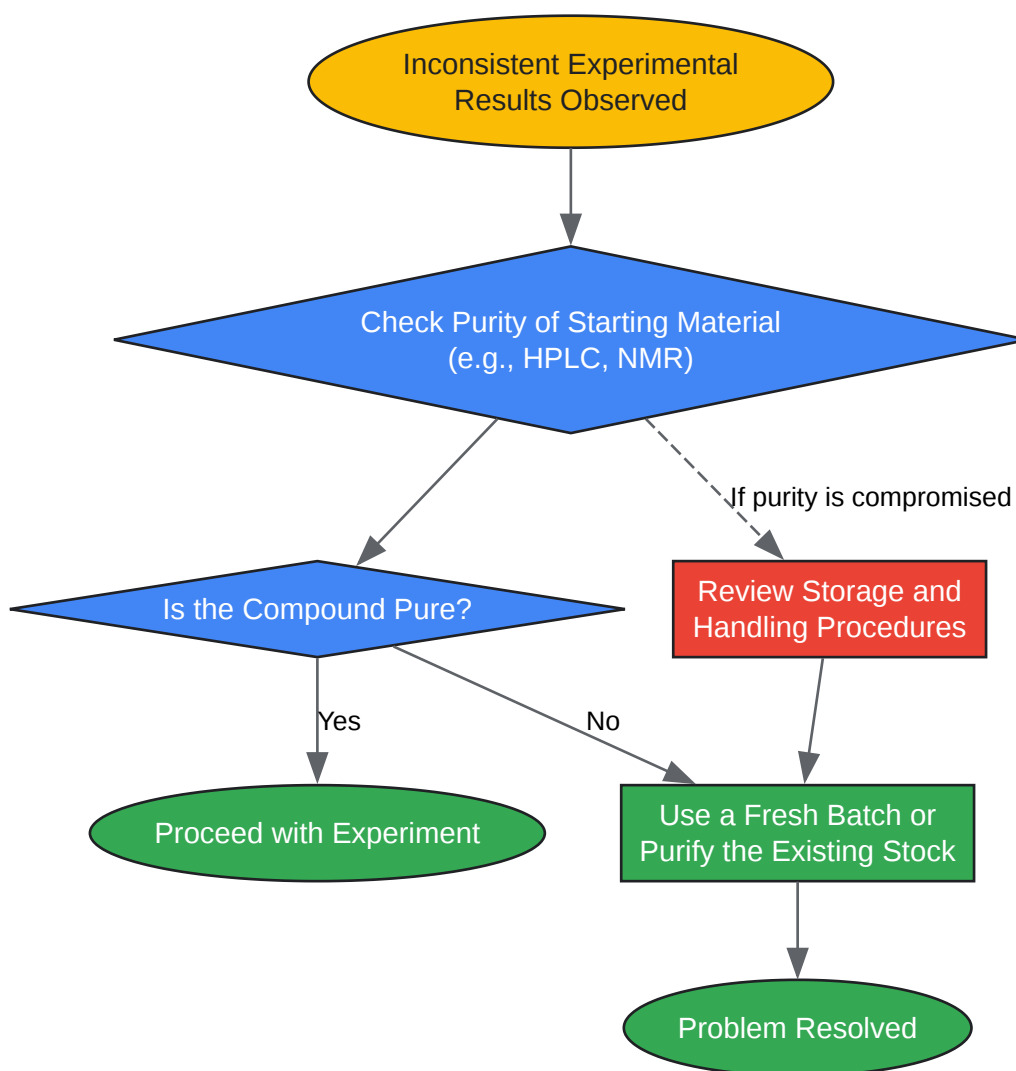 Inconsistent Experimental
Results Observed
Check Purity of Starting Material
(e.g., HPLC, NMR)
If purity is compromised
Is the Compound Pure?
Review Storage and
Handling Procedures
Yes
No
Proceed with Experiment
Use a Fresh Batch or
Purify the Existing Stock
Problem Resolved